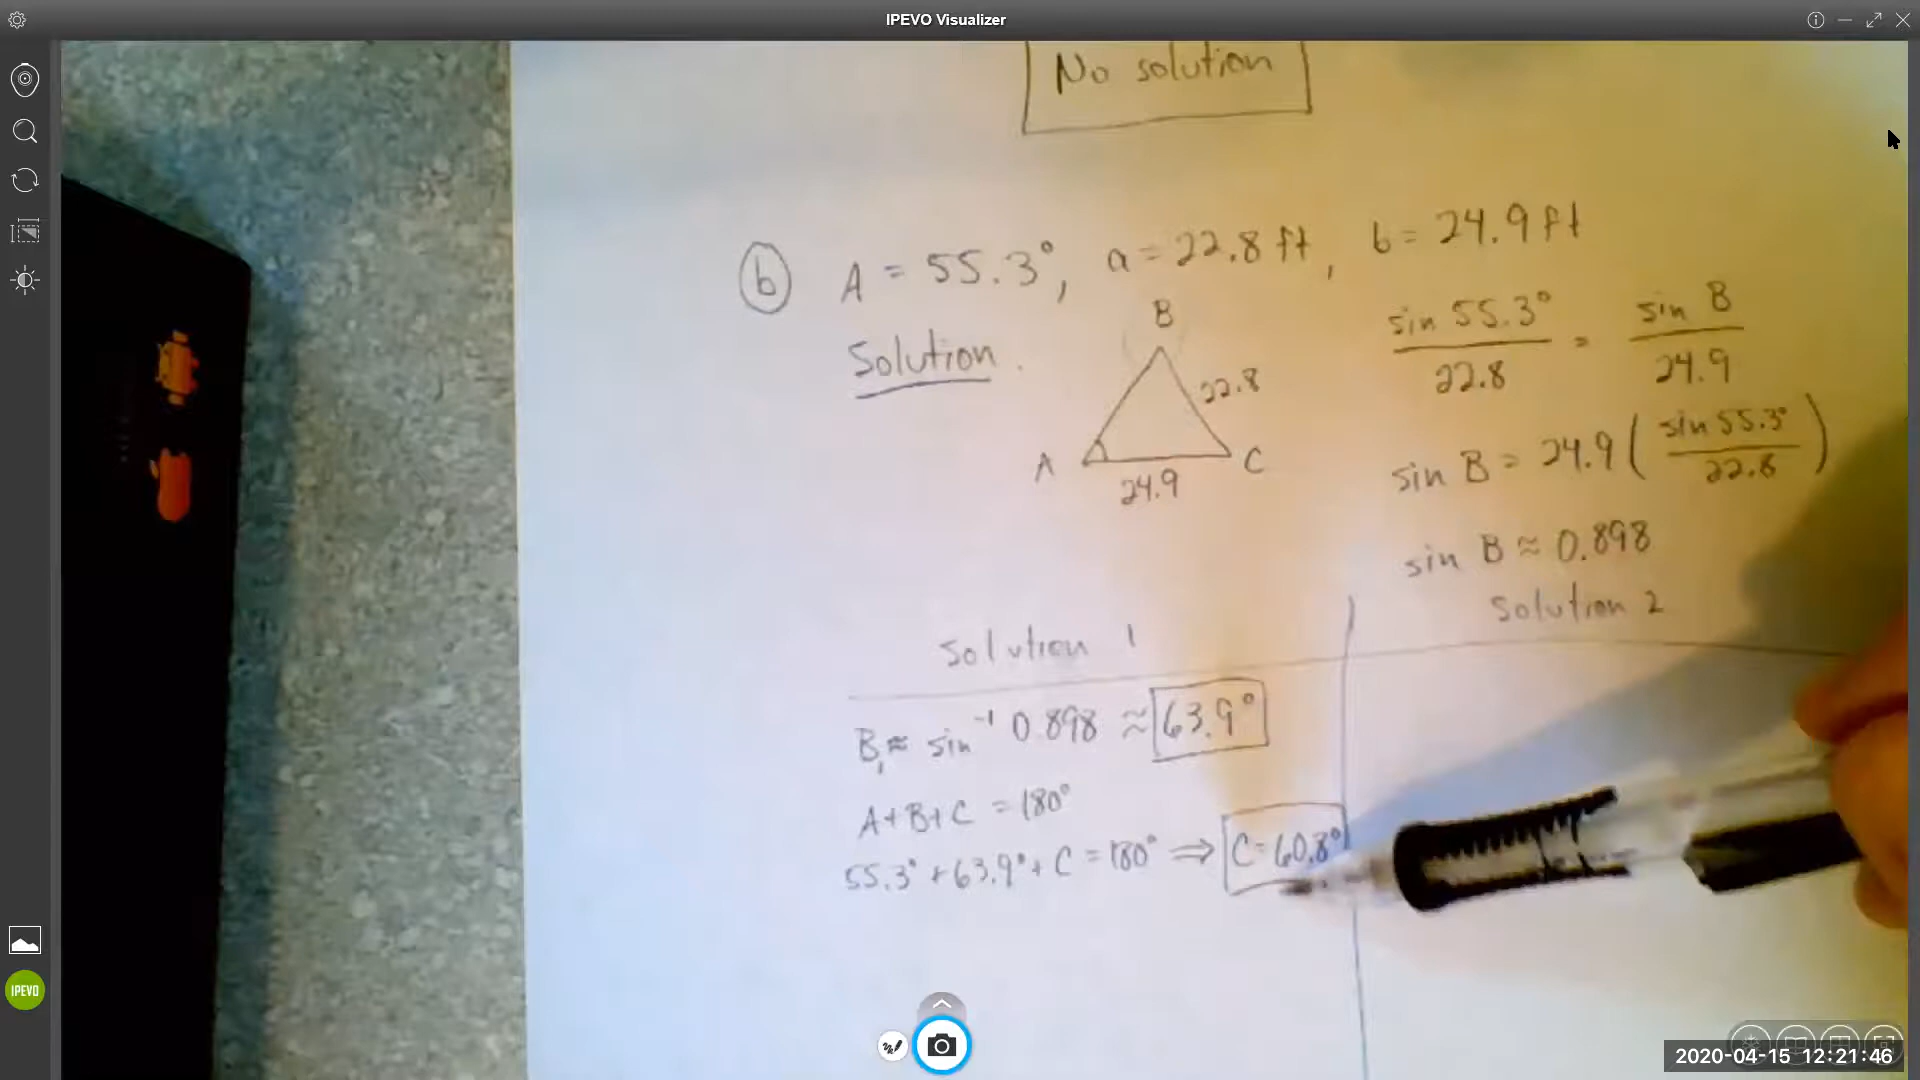 IPEVO Visualizer
No solution
b A = 55.3°, a = 22.8 ft, b = 24.9 ft
Solution.
B
22.8
A
C
24.9
sin 55.3° / 22.8 = sin B / 24.9
sin B = 24.9 ( sin 55.3° / 22.8 )
sin B ≈ 0.898
Solution 1
B₁ ≈ sin⁻¹ 0.898 ≈ 63.9°
A + B + C = 180°
55.3° + 63.9° + C = 180° ⇒ C = 60.8°
Solution 2
IPEVO
2020-04-15 12:21:46